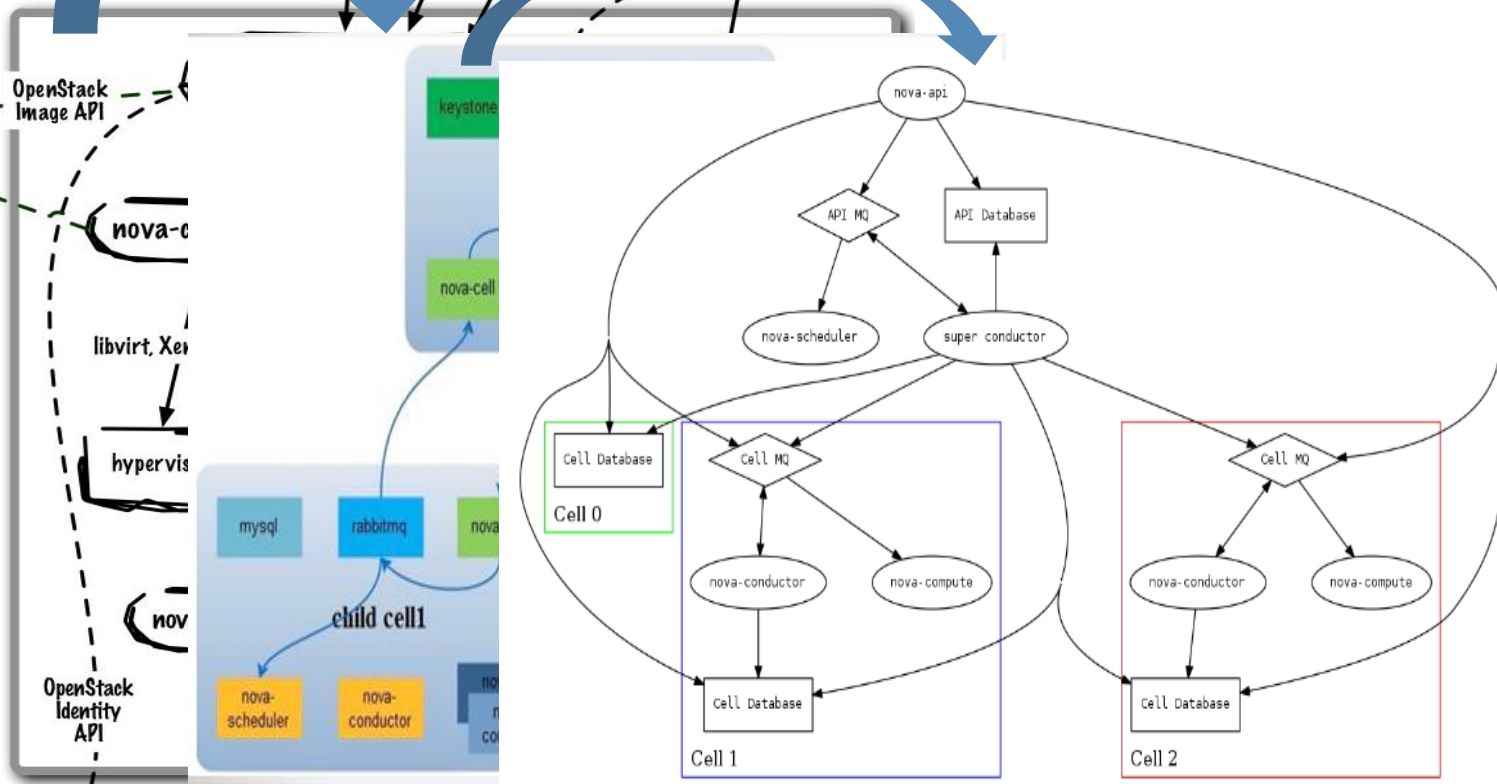 OpenStack
Image API
nova-c
libvirt, Xen
hypervis
nov
OpenStack
Identity
API
keystone
nova-cell
mysql
rabbitmq
nova
child cell1
nova-
scheduler
nova-
conductor
nov
n
con
nova-api
API MQ
API Database
nova-scheduler
super conductor
Cell Database
Cell 0
Cell MQ
nova-conductor
nova-compute
Cell Database
Cell 1
Cell MQ
nova-conductor
nova-compute
Cell Database
Cell 2